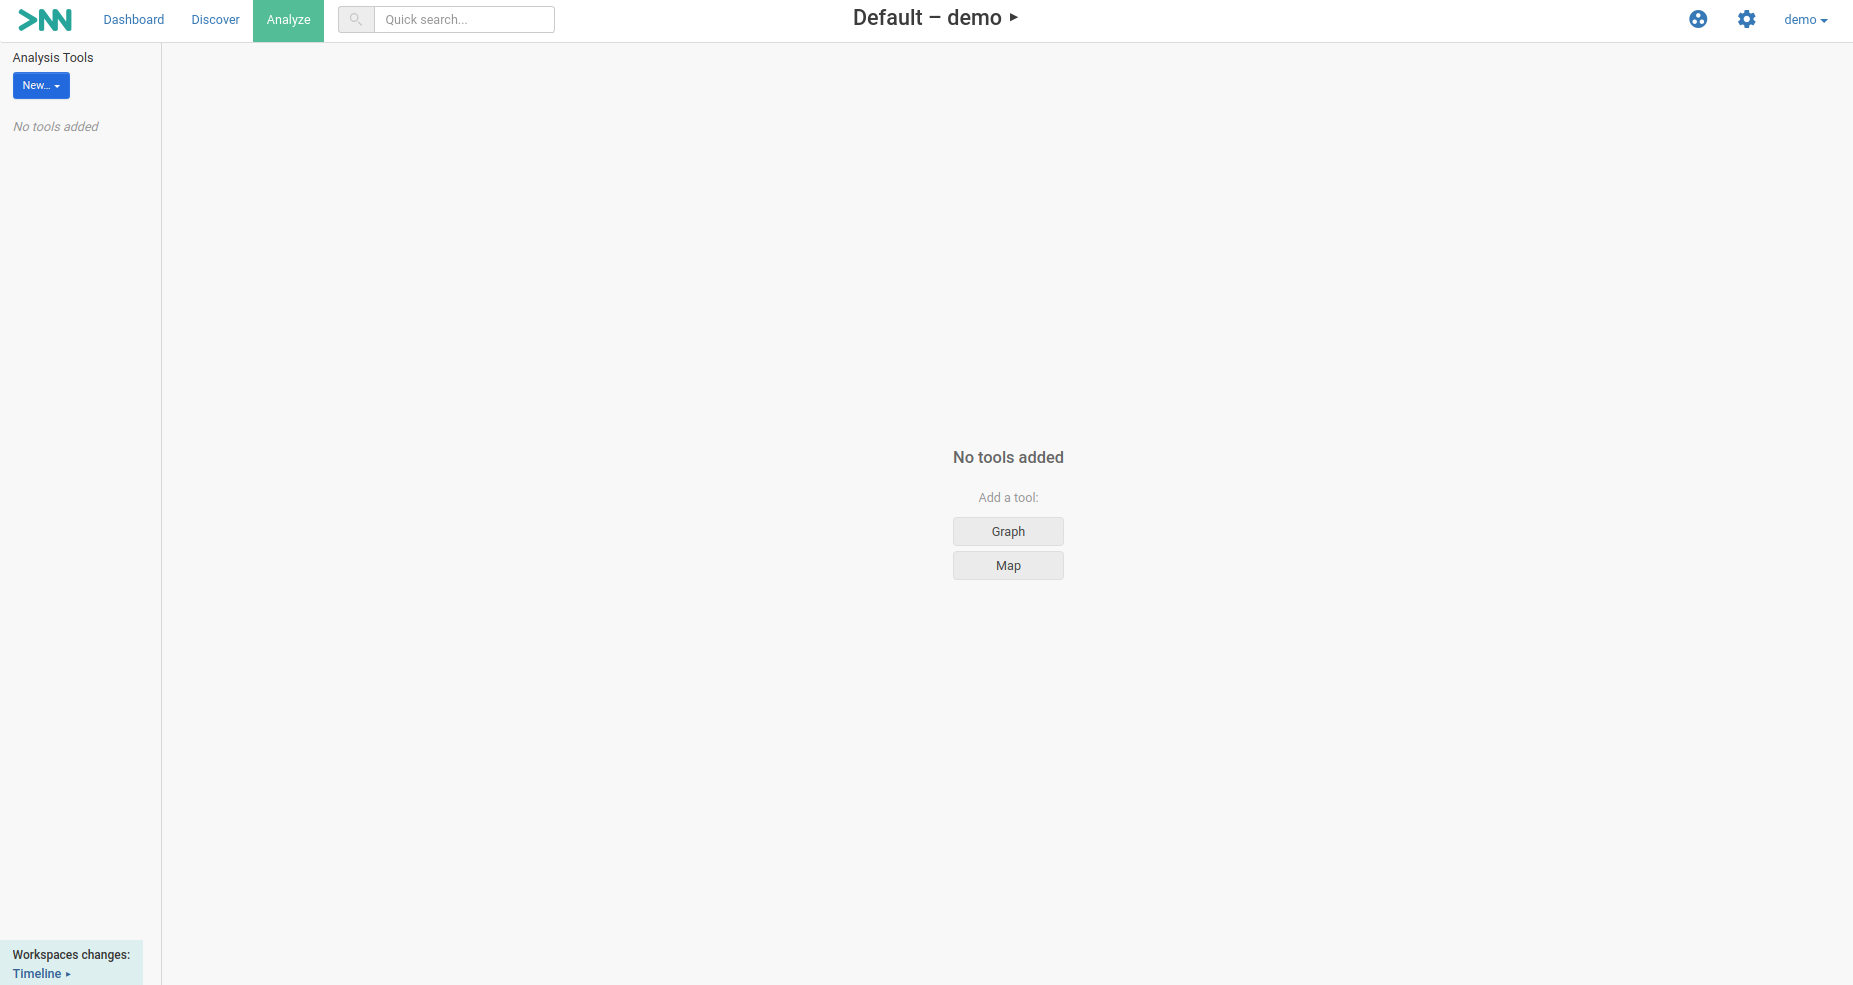 >NN Dashboard Discover Analyze Quick search... Default – demo ▸ demo
Analysis Tools
New...
No tools added
No tools added
Add a tool:
Graph
Map
Workspaces changes:
Timeline ▸